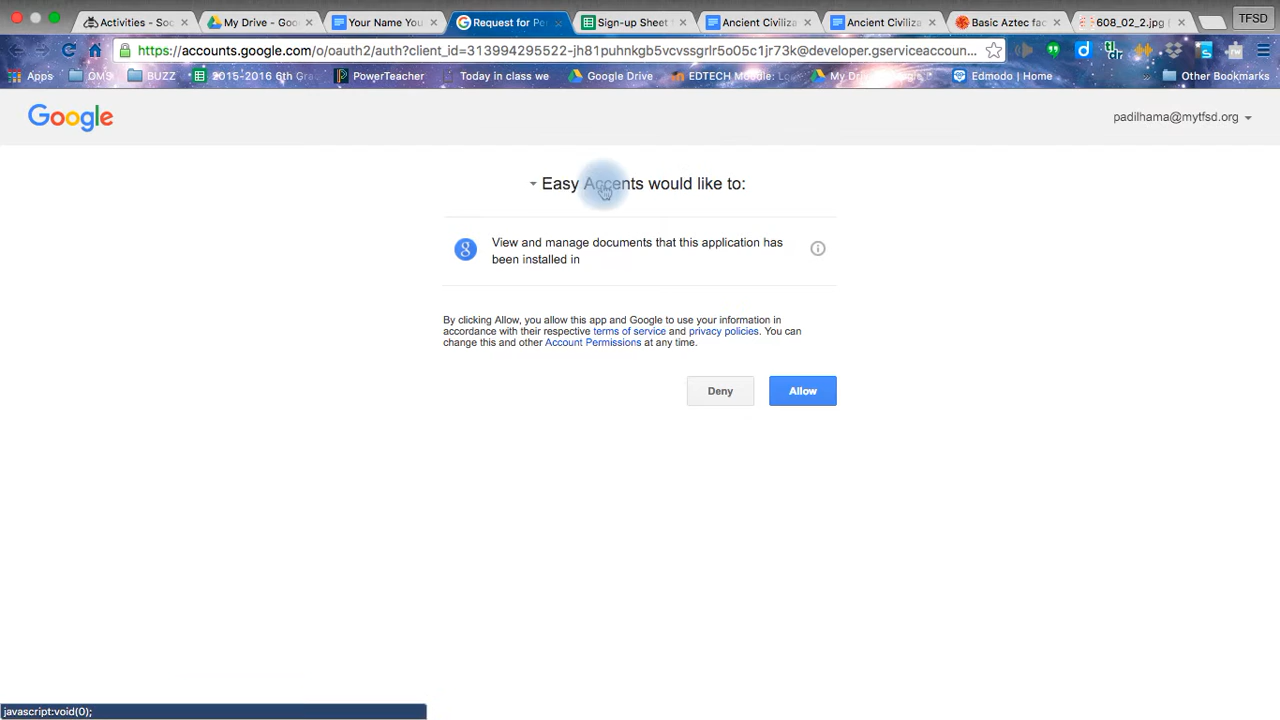 Activities - Soc
My Drive - Goo
Your Name You
Request for Pe
Sign-up Sheet f
Ancient Civiliza
Ancient Civiliza
Basic Aztec fac
608_02_2.jpg
TFSD
https://accounts.google.com/o/oauth2/auth?client_id=313994295522-jh81puhnkgb5vcvssgrlr5o05c1jr73k@developer.gserviceaccoun...
Apps
OMS
BUZZ
2015-2016 6th Gra
PowerTeacher
Today in class we
Google Drive
EDTECH Moodle: Lo
My Drive - Google
Edmodo | Home
»
Other Bookmarks
Google
padilhama@mytfsd.org
Easy Accents would like to:
View and manage documents that this application has
been installed in
By clicking Allow, you allow this app and Google to use your information in
accordance with their respective terms of service and privacy policies. You can
change this and other Account Permissions at any time.
Deny
Allow
javascript:void(0);